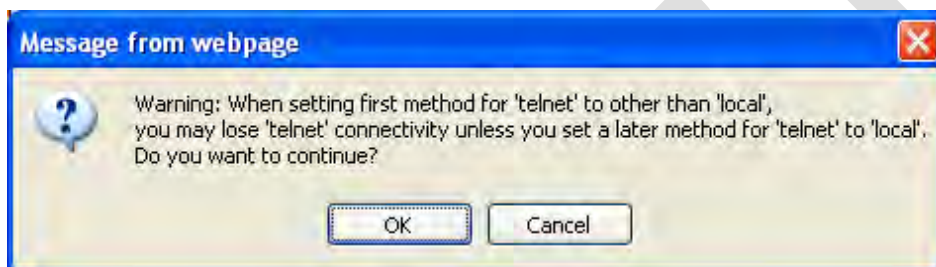 Message from webpage
Warning: When setting first method for 'telnet' to other than 'local',
you may lose 'telnet' connectivity unless you set a later method for 'telnet' to 'local'.
Do you want to continue?
OK Cancel